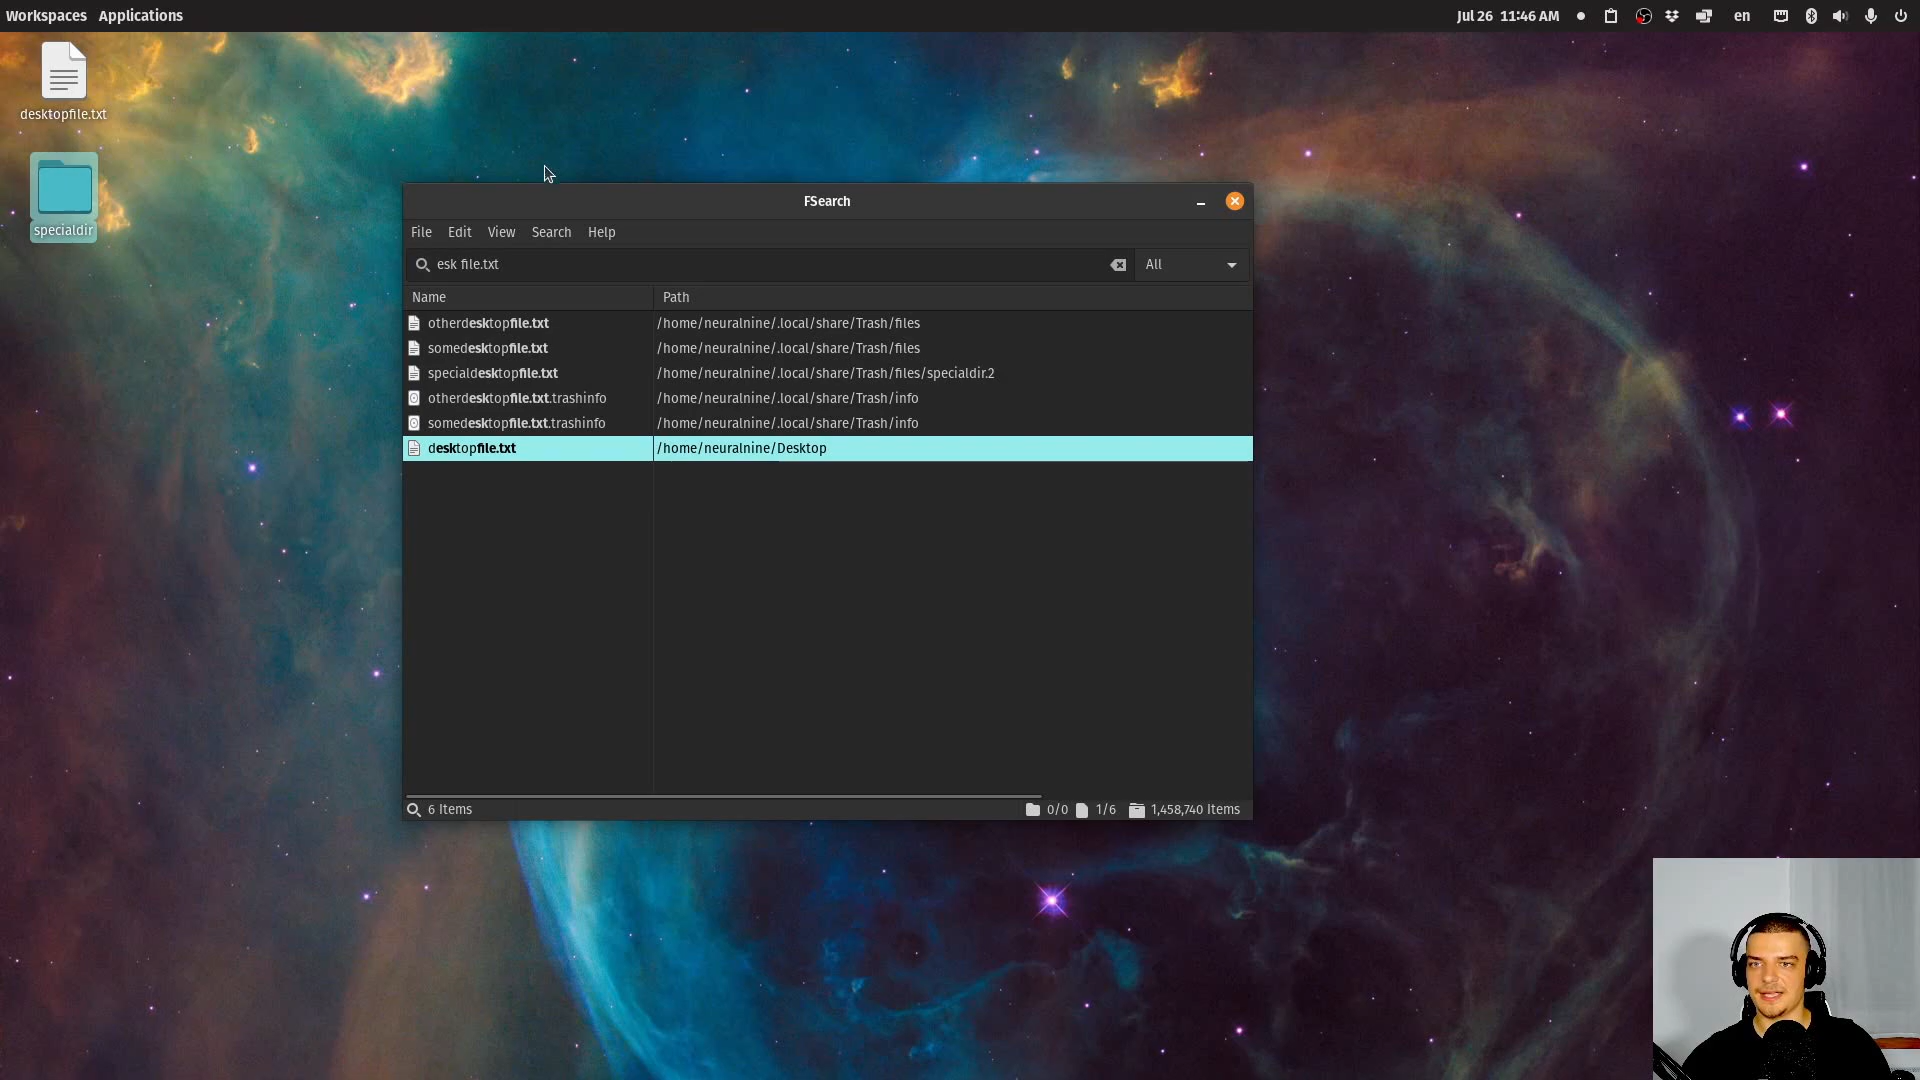 Workspaces Applications
Jul 26 11:46 AM
en
desktopfile.txt
specialdir
FSearch
File Edit View Search Help
esk file.txt
All
Name Path
otherdesktopfile.txt /home/neuralnine/.local/share/Trash/files
somedesktopfile.txt /home/neuralnine/.local/share/Trash/files
specialdesktopfile.txt /home/neuralnine/.local/share/Trash/files/specialdir.2
otherdesktopfile.txt.trashinfo /home/neuralnine/.local/share/Trash/info
somedesktopfile.txt.trashinfo /home/neuralnine/.local/share/Trash/info
desktopfile.txt /home/neuralnine/Desktop
6 Items 0/0 1/6 1,458,740 Items